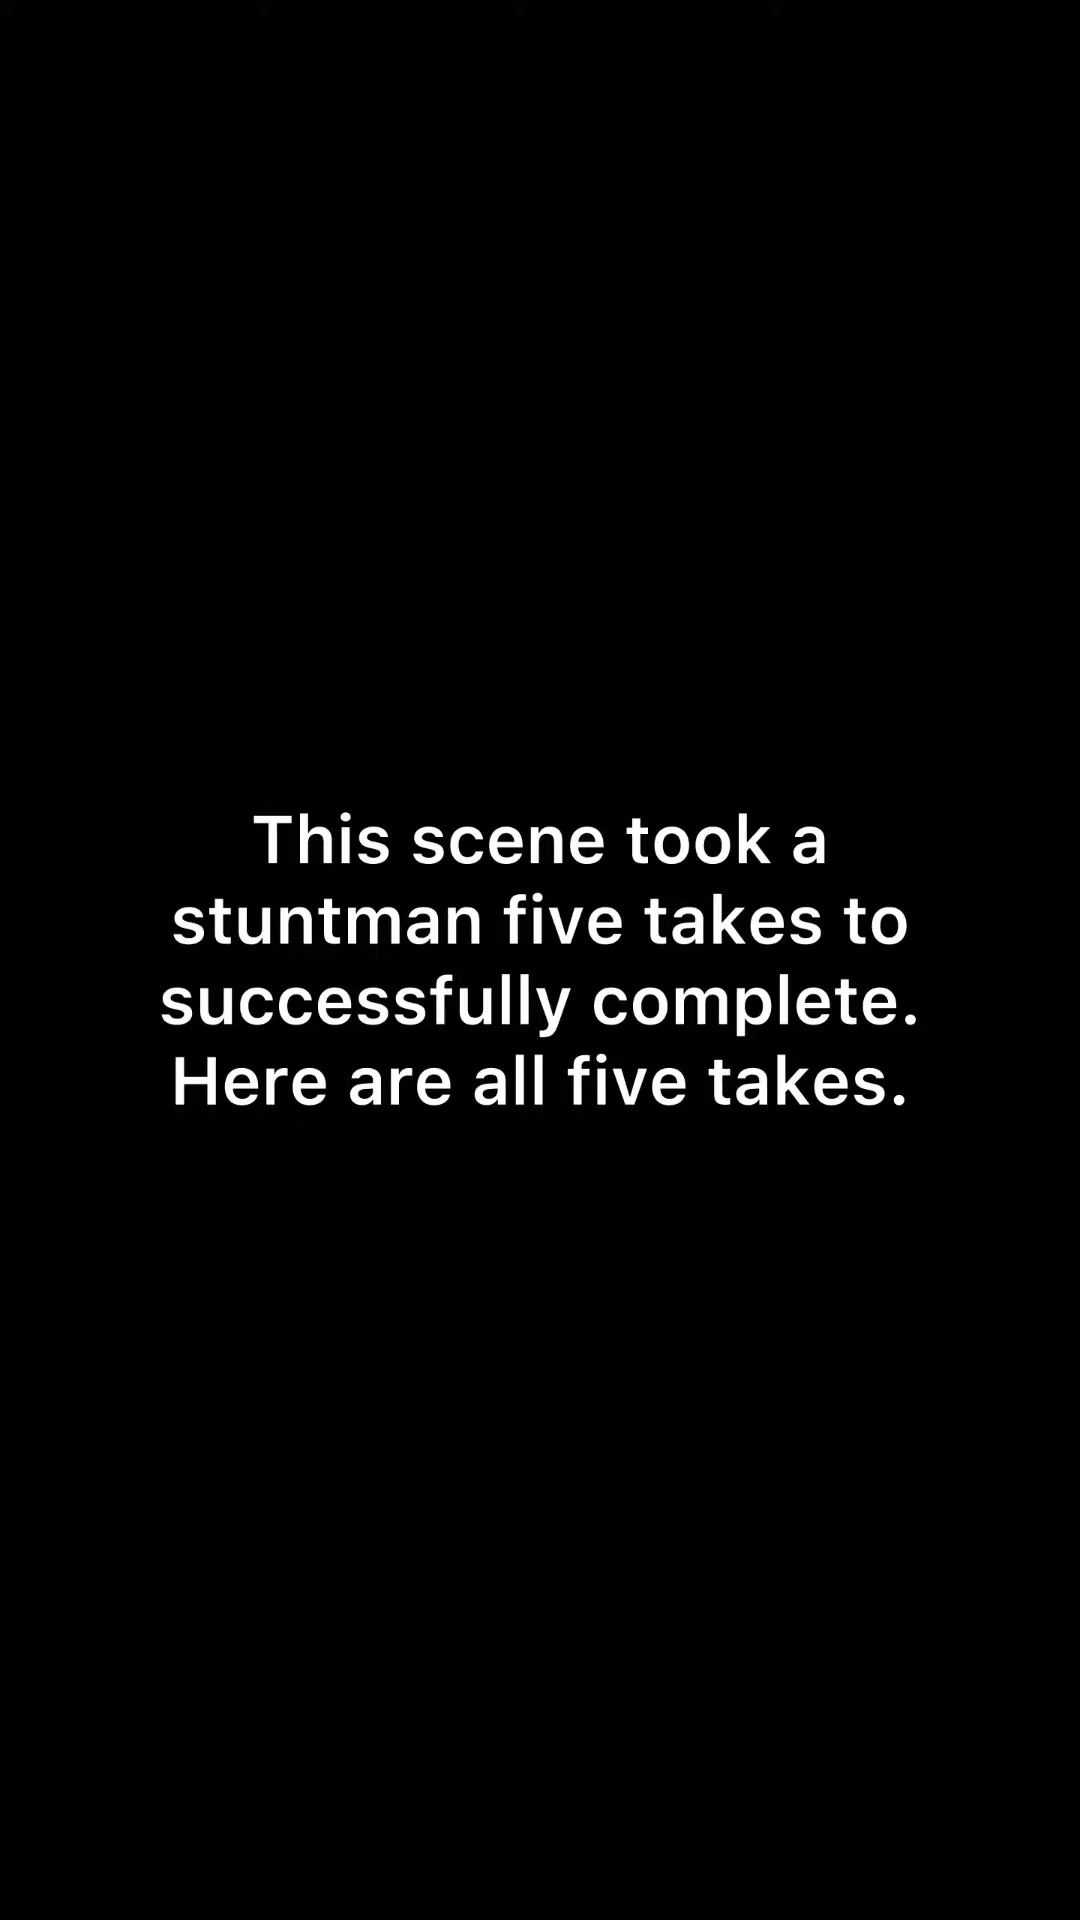 This scene took a
stuntman five takes to
successfully complete.
Here are all five takes.